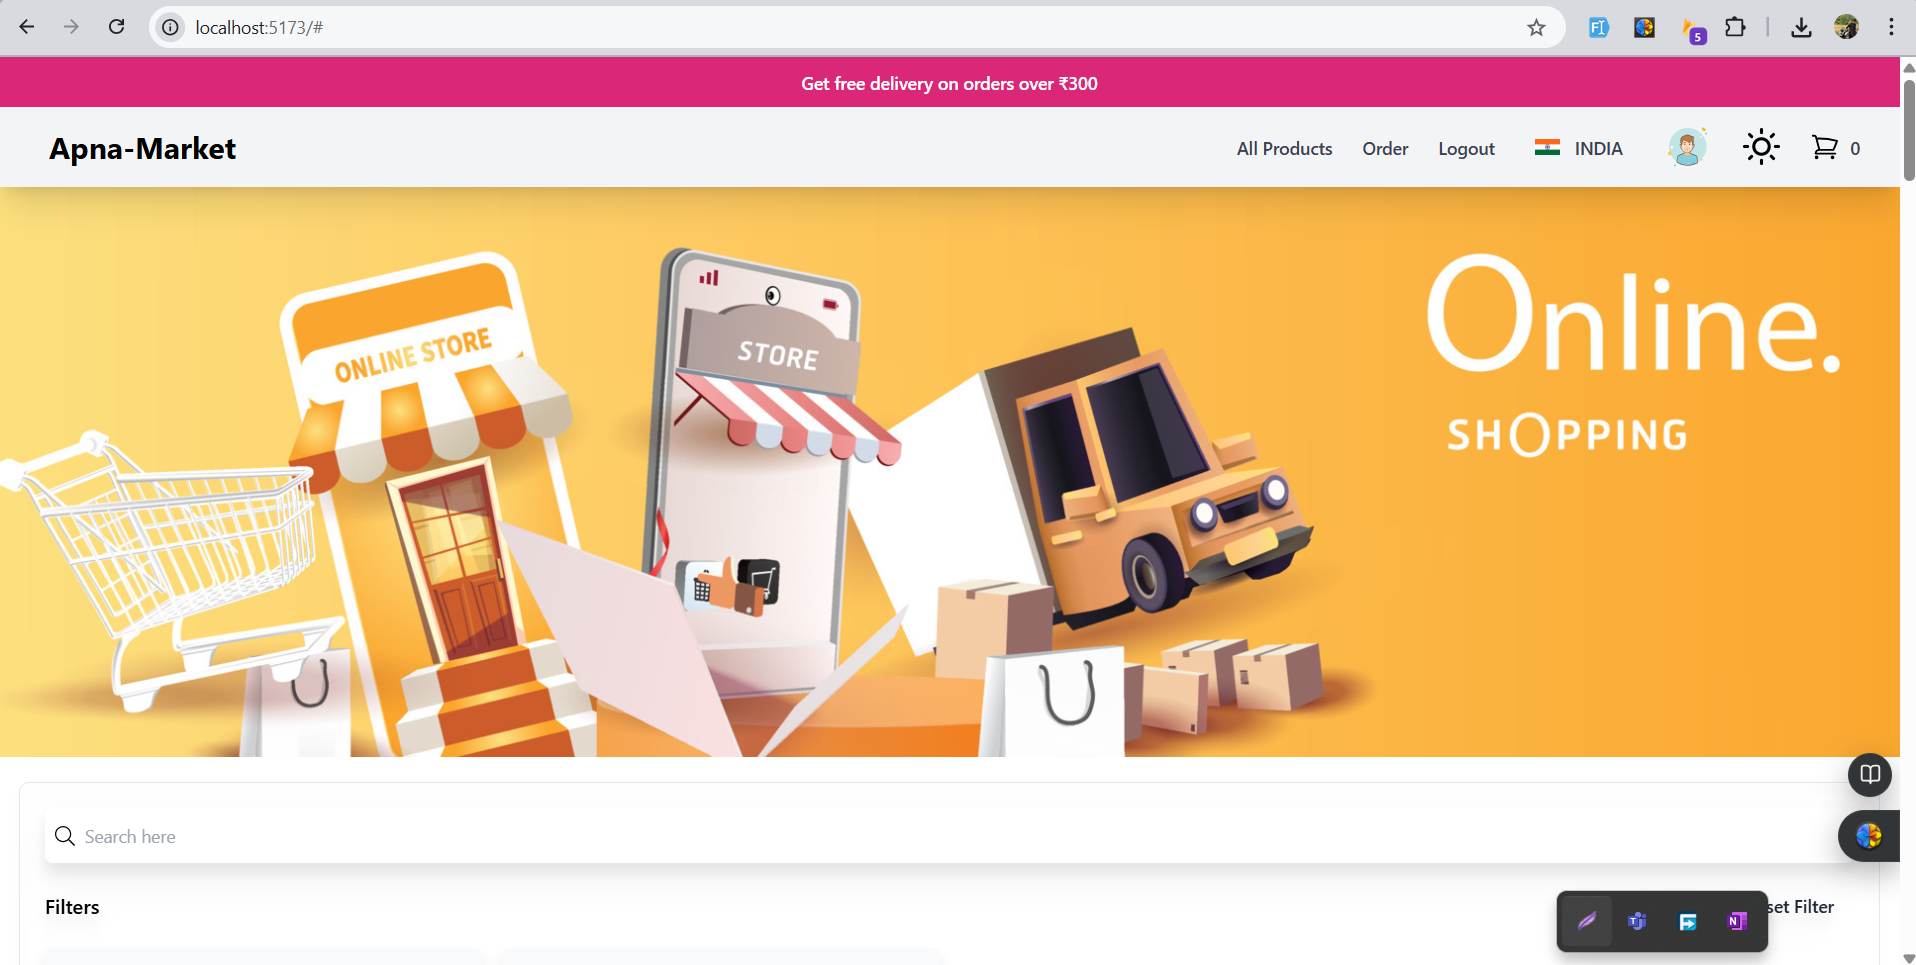 localhost:5173/#
5
Get free delivery on orders over ₹300
Apna-Market
All Products Order Logout INDIA 0
Online.
SHOPPING
ONLINE STORE
STORE
Search here
Filters
set Filter